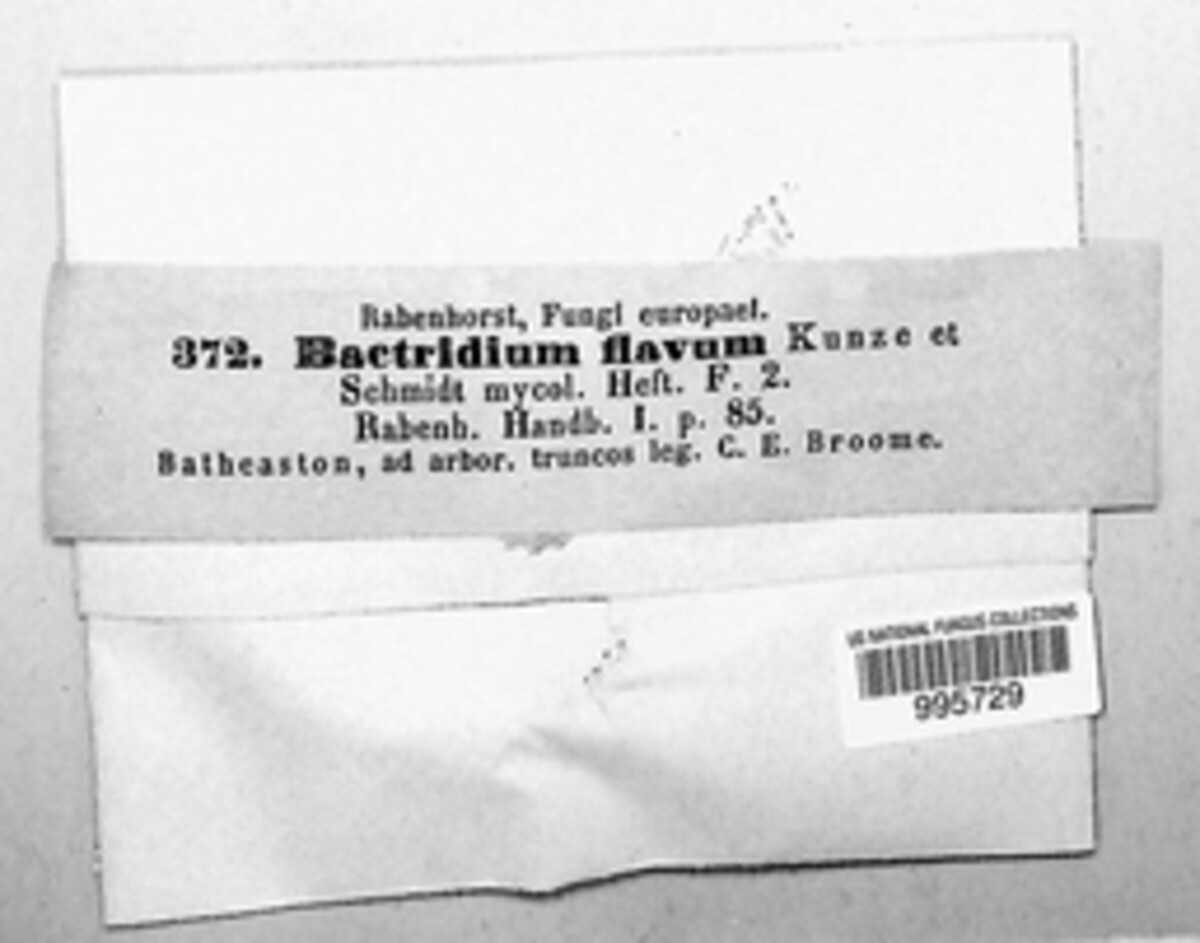 Rabenhorst, Fungi europaei.
372. Bactridium flavum Kunze et
Schmidt mycol. Heft. F. 2.
Rabenh. Handb. I. p. 85.
Batheaston, ad arbor. truncos leg. C. E. Broome.
US NATIONAL FUNGUS COLLECTIONS
995729